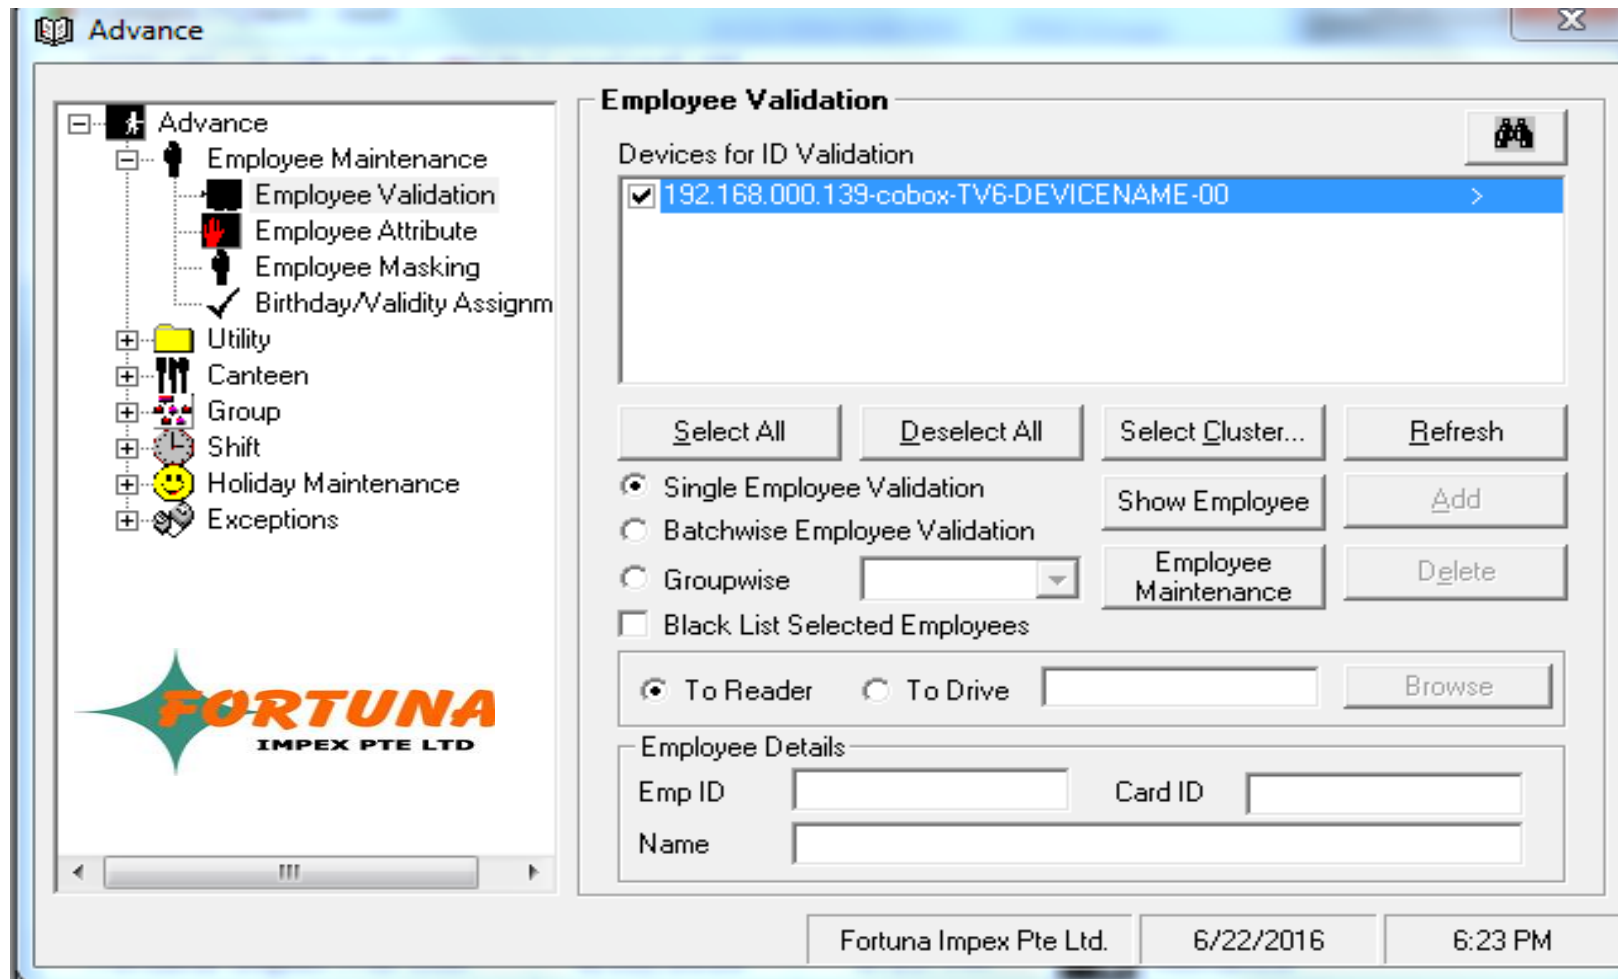 Advance
Advance
Employee Maintenance
Employee Validation
Employee Attribute
Employee Masking
Birthday/Validity Assignm
Utility
Canteen
Group
Shift
Holiday Maintenance
Exceptions
FORTUNA
IMPEX PTE LTD
Employee Validation
Devices for ID Validation
192.168.000.139-cobox-TV6-DEVICENAME-00 >
Select All Deselect All Select Cluster... Refresh
Single Employee Validation
Show Employee Add
Batchwise Employee Validation
Groupwise
Employee Maintenance
Delete
Black List Selected Employees
To Reader To Drive Browse
Employee Details
Emp ID Card ID
Name
Fortuna Impex Pte Ltd. 6/22/2016 6:23 PM